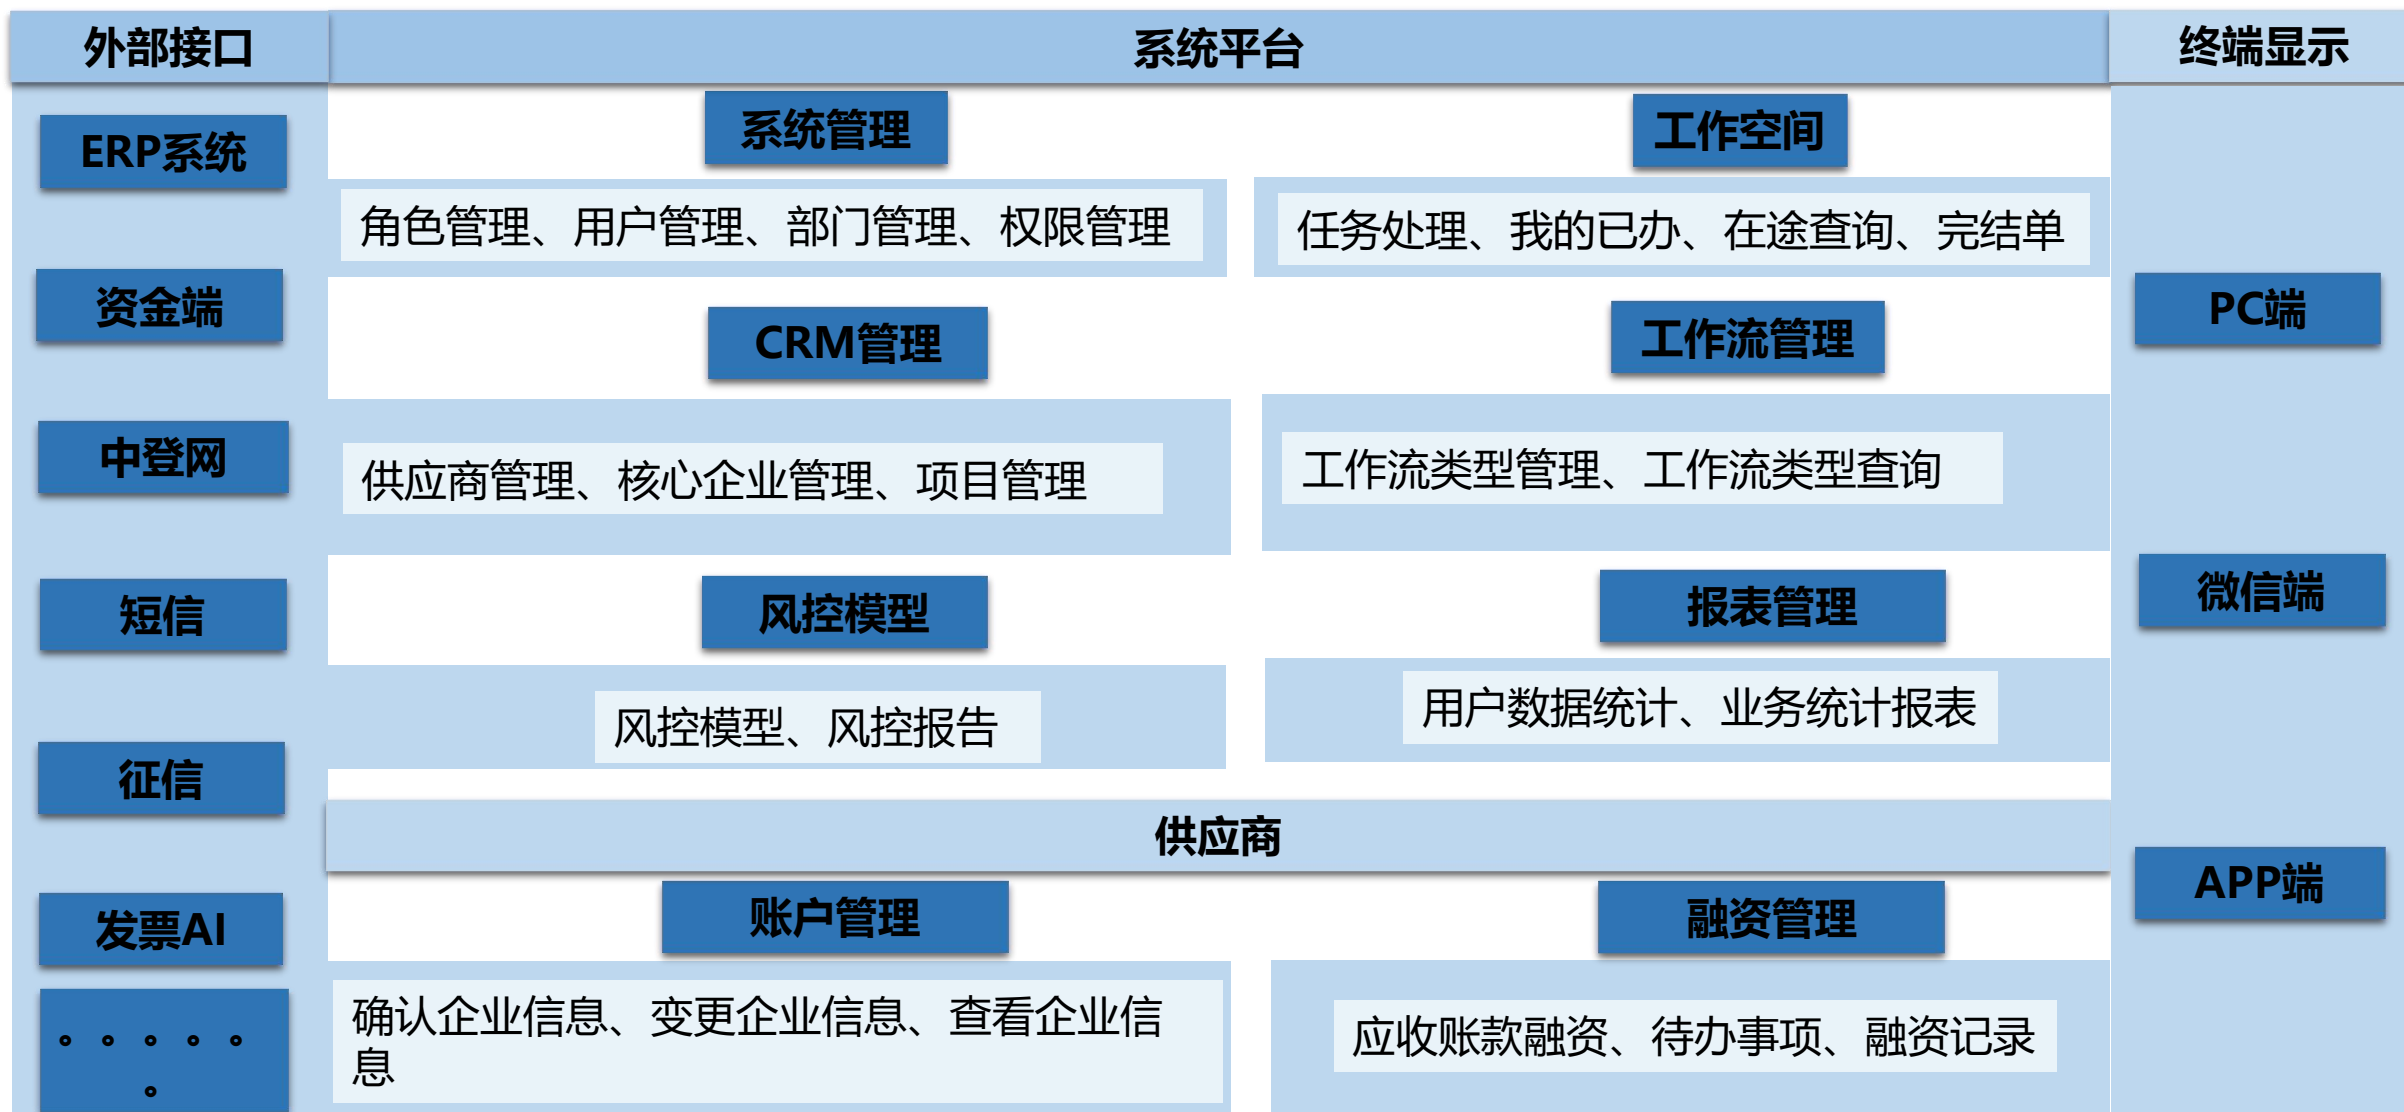 外部接口
系统平台
终端显示
ERP系统
资金端
中登网
短信
征信
发票AI
。。。。。
。
系统管理
角色管理、用户管理、部门管理、权限管理
工作空间
任务处理、我的已办、在途查询、完结单
CRM管理
供应商管理、核心企业管理、项目管理
工作流管理
工作流类型管理、工作流类型查询
风控模型
风控模型、风控报告
报表管理
用户数据统计、业务统计报表
供应商
账户管理
确认企业信息、变更企业信息、查看企业信
息
融资管理
应收账款融资、待办事项、融资记录
PC端
微信端
APP端